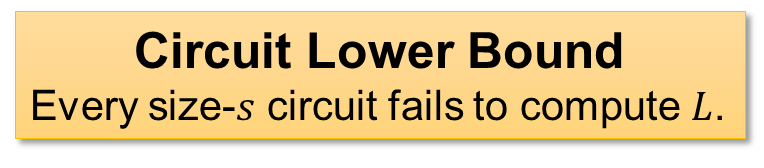 Circuit Lower Bound
Every size-s circuit fails to compute L.